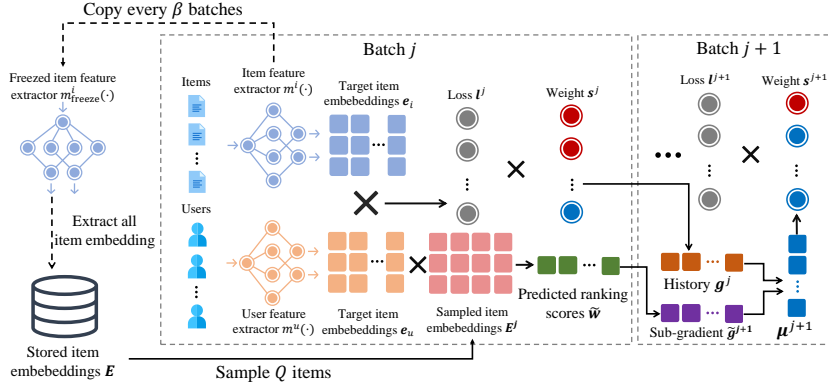 Copy every β batches
Batch j
Batch j + 1
Freezed item feature
extractor m^i_freeze(·)
Items
Item feature
extractor m^i(·)
Target item
embebeddings e_i
Loss l^j
Weight s^j
Loss l^{j+1}
Weight s^{j+1}
Extract all
item embedding
Users
User feature
extractor m^u(·)
Target item
embebeddings e_u
Sampled item
embebeddings E^j
Predicted ranking
scores w̃
History g^j
Sub-gradient g̃^{j+1}
μ^{j+1}
Stored item
embebeddings E
Sample Q items